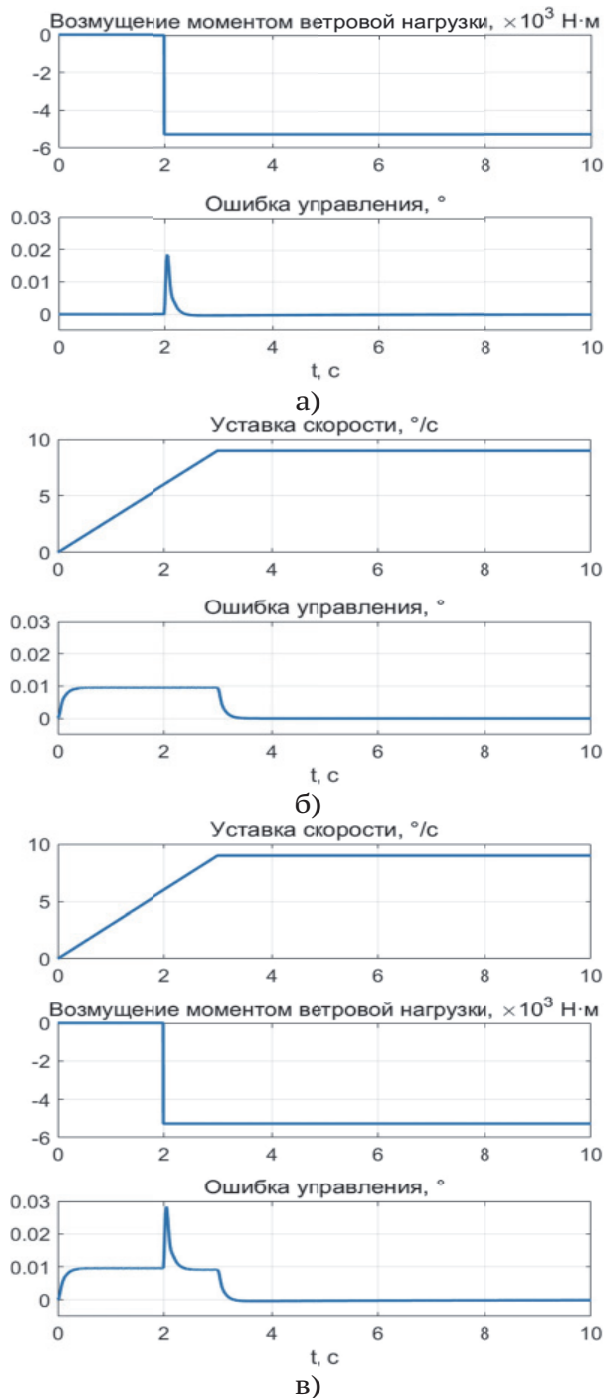 Возмущение моментом ветровой нагрузки, ×10³ Н·м
0
-2
-4
-6
0 2 4 6 8 10
Ошибка управления, °
0.03
0.02
0.01
0
0 2 4 6 8 10
t, с
а)
Уставка скорости, °/с
10
5
0
0 2 4 6 8 10
Ошибка управления, °
0.03
0.02
0.01
0
0 2 4 6 8 10
t, с
б)
Уставка скорости, °/с
10
5
0
0 2 4 6 8 10
Возмущение моментом ветровой нагрузки, ×10³ Н·м
0
-2
-4
-6
0 2 4 6 8 10
Ошибка управления, °
0.03
0.02
0.01
0
0 2 4 6 8 10
t, с
в)